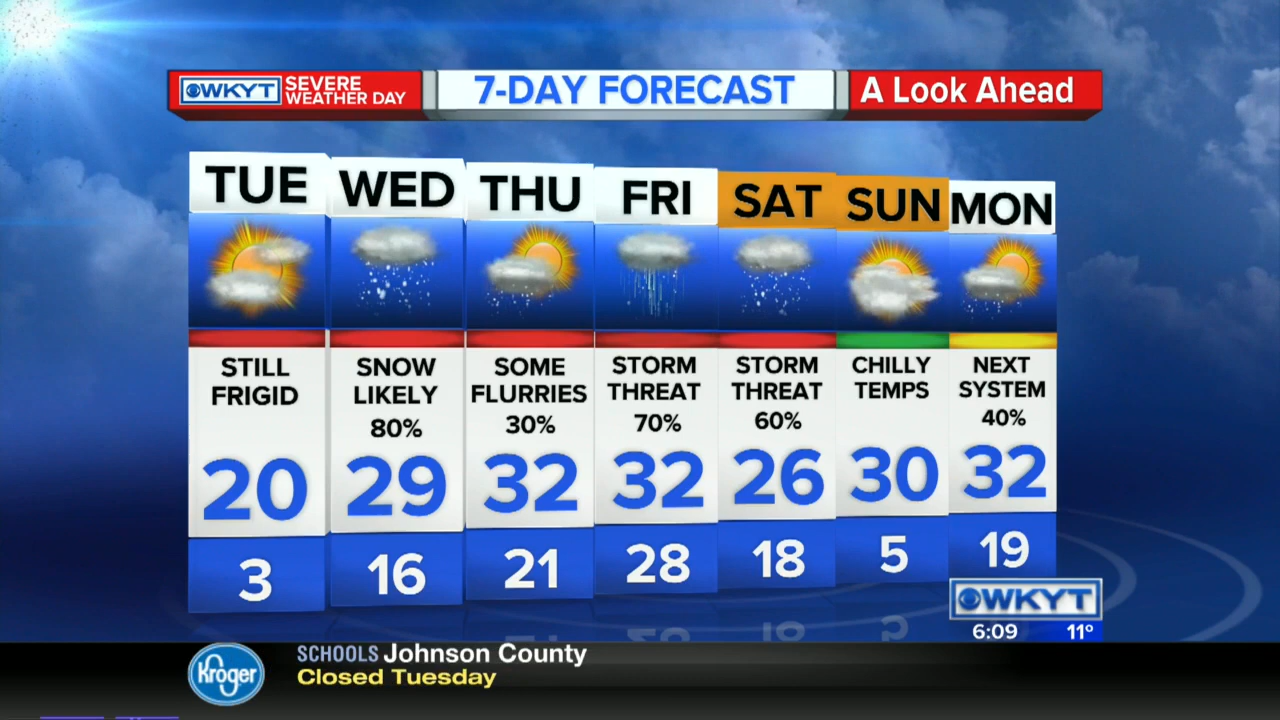 WKYT SEVERE WEATHER DAY
7-DAY FORECAST
A Look Ahead
TUE WED THU FRI SAT SUN MON
STILL FRIGID
SNOW LIKELY 80%
SOME FLURRIES 30%
STORM THREAT 70%
STORM THREAT 60%
CHILLY TEMPS
NEXT SYSTEM 40%
20 29 32 32 26 30 32
3 16 21 28 18 5 19
WKYT
6:09 11°
Kroger
SCHOOLS Johnson County
Closed Tuesday